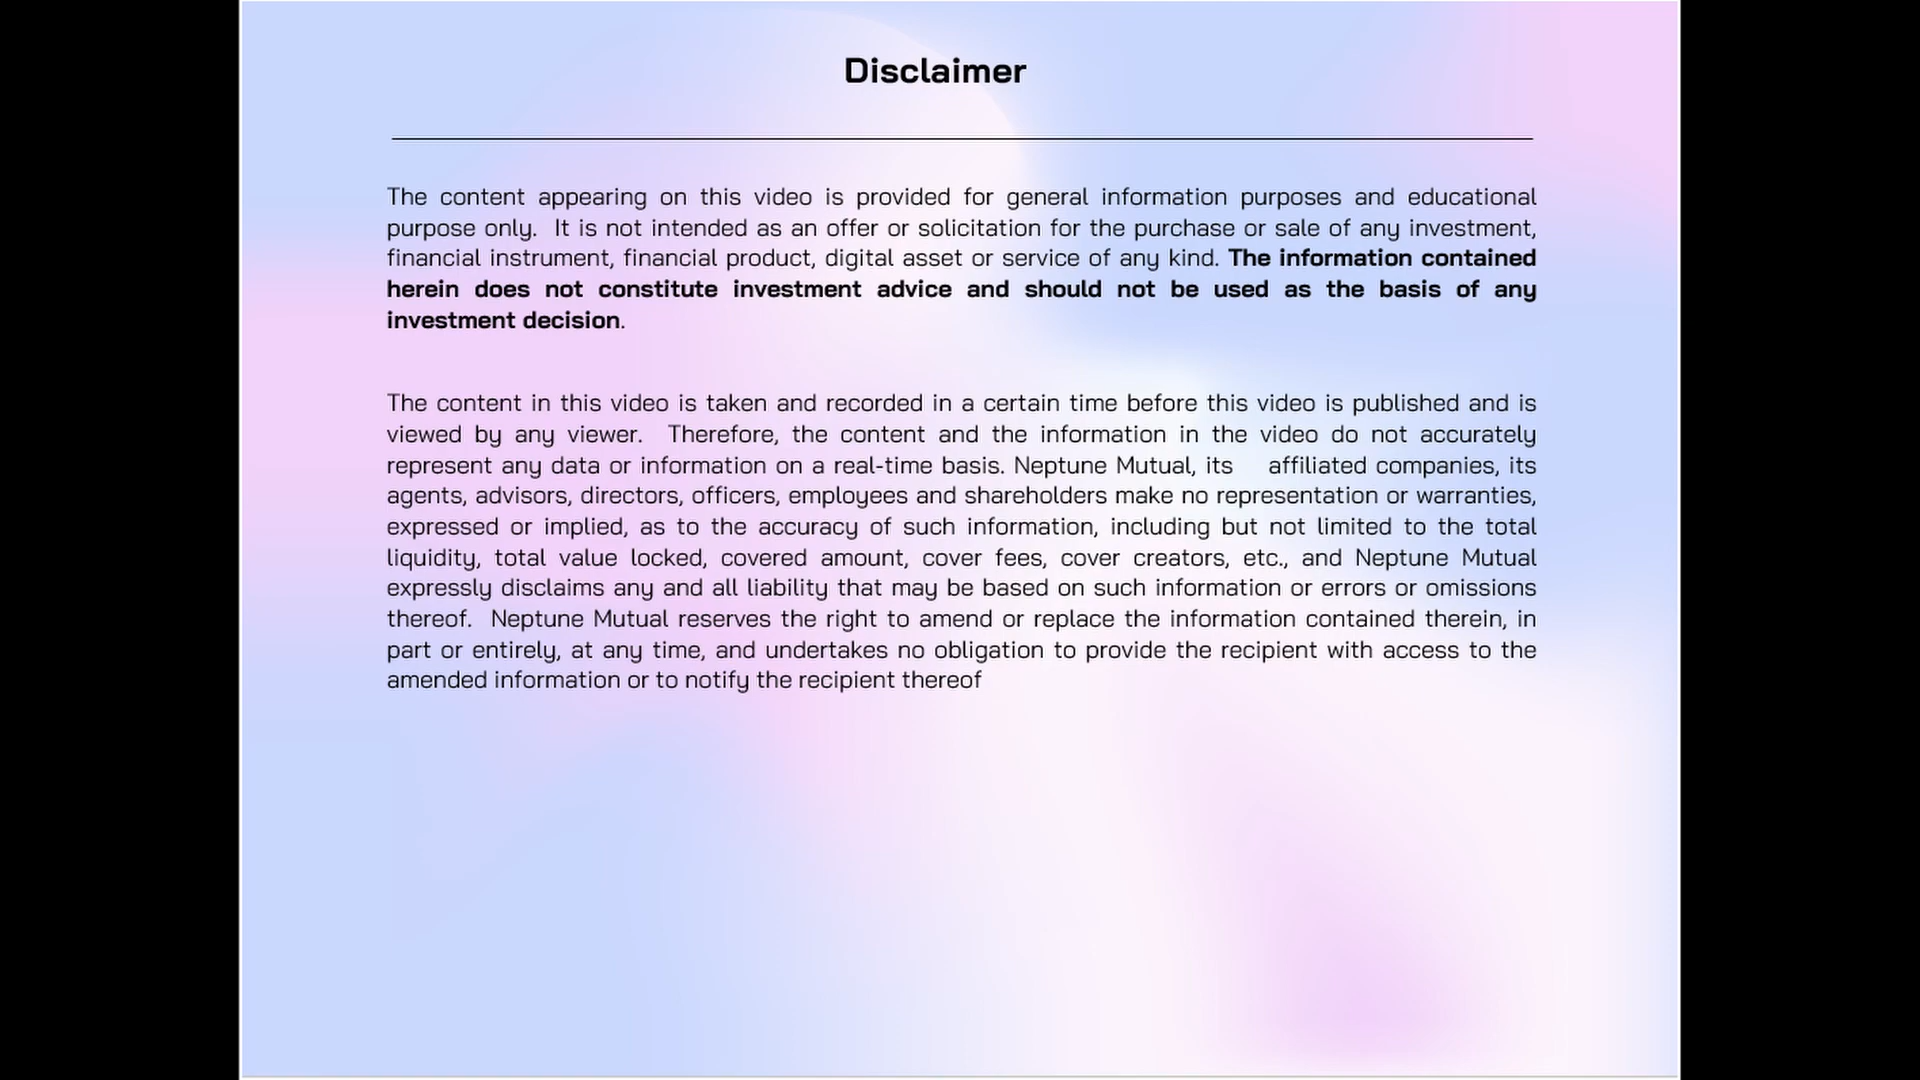 Disclaimer
The content appearing on this video is provided for general information purposes and educational
purpose only.  It is not intended as an offer or solicitation for the purchase or sale of any investment,
financial instrument, financial product, digital asset or service of any kind. The information contained
herein does not constitute investment advice and should not be used as the basis of any
investment decision.
The content in this video is taken and recorded in a certain time before this video is published and is
viewed by any viewer.  Therefore, the content and the information in the video do not accurately
represent any data or information on a real-time basis. Neptune Mutual, its    affiliated companies, its
agents, advisors, directors, officers, employees and shareholders make no representation or warranties,
expressed or implied, as to the accuracy of such information, including but not limited to the total
liquidity, total value locked, covered amount, cover fees, cover creators, etc., and Neptune Mutual
expressly disclaims any and all liability that may be based on such information or errors or omissions
thereof.  Neptune Mutual reserves the right to amend or replace the information contained therein, in
part or entirely, at any time, and undertakes no obligation to provide the recipient with access to the
amended information or to notify the recipient thereof